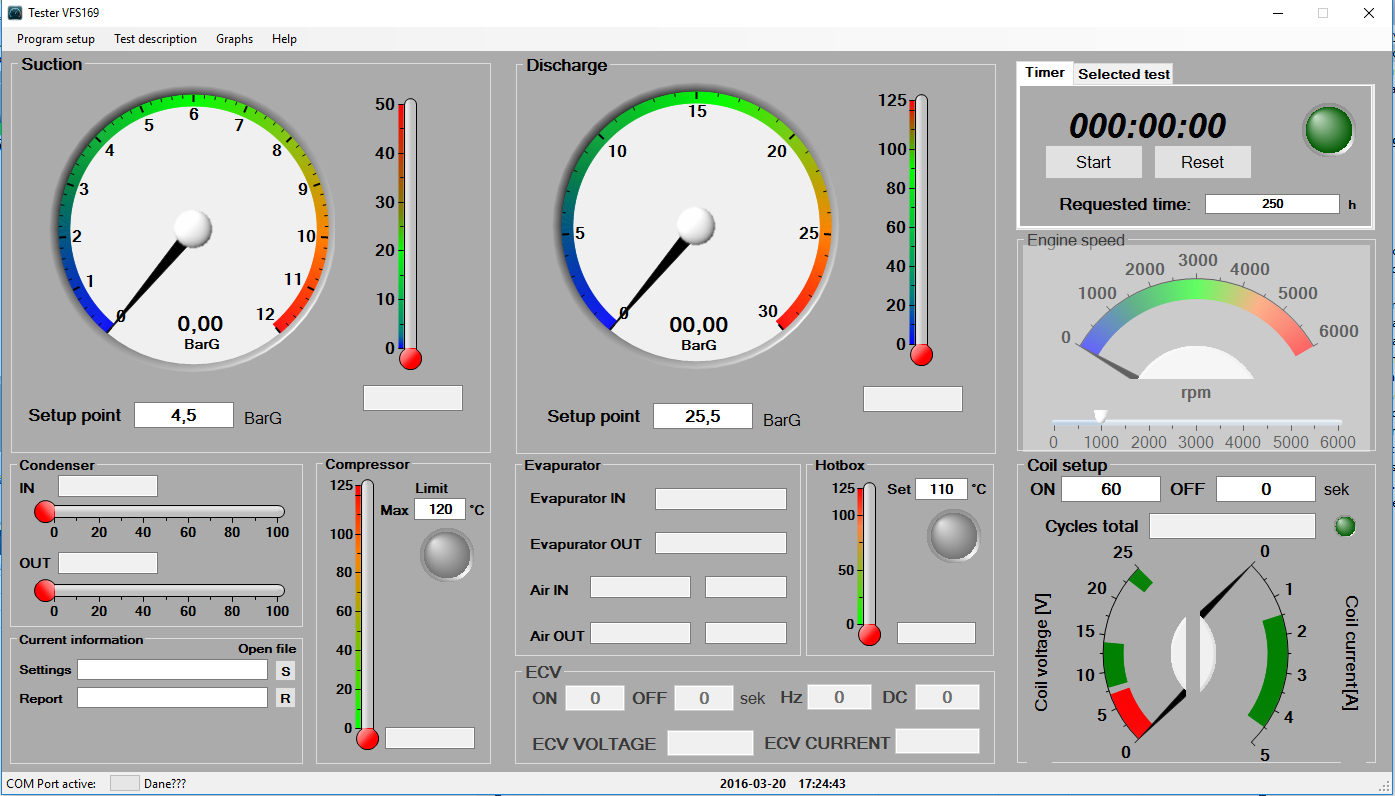 Tester VFS169
Program setup Test description Graphs Help
Suction
0 1 2 3 4 5 6 7 8 9 10 11 12
0,00
BarG
50
40
30
20
10
0
Setup point 4,5 BarG
Discharge
0 5 10 15 20 25 30
00,00
BarG
125
100
80
60
40
20
0
Setup point 25,5 BarG
Timer Selected test
000:00:00
Start Reset
Requested time: 250 h
Engine speed
0 1000 2000 3000 4000 5000 6000
rpm
0 1000 2000 3000 4000 5000 6000
Condenser
IN
0 20 40 60 80 100
OUT
0 20 40 60 80 100
Current information
Open file
Settings S
Report R
Compressor
125
100
80
60
40
20
0
Limit
Max 120 °C
Evaparator
Evaparator IN
Evaparator OUT
Air IN
Air OUT
Hotbox
125
100
50
0
Set 110 °C
ECV
ON 0 OFF 0 sek Hz 0 DC 0
ECV VOLTAGE ECV CURRENT
Coil setup
ON 60 OFF 0 sek
Cycles total
Coil voltage [V]
25
20
15
10
5
0
0
1
2
3
4
5
Coil current[A]
COM Port active: Dane??? 2016-03-20 17:24:43